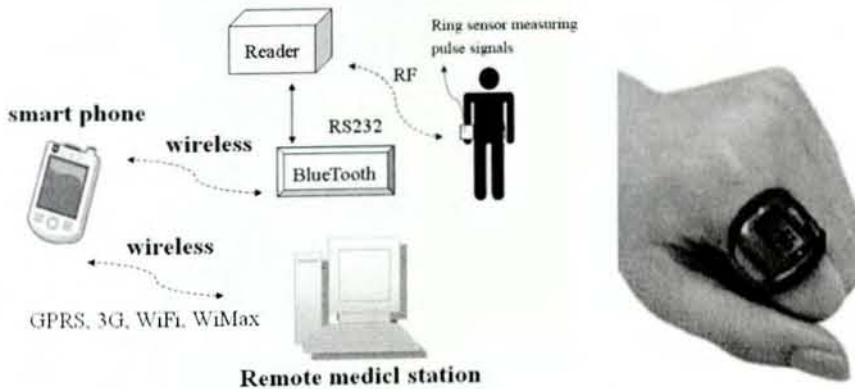 Ring sensor measuring
pulse signals
Reader
RF
smart phone
RS232
wireless
BlueTooth
wireless
GPRS, 3G, WiFi, WiMax
Remote medicl station